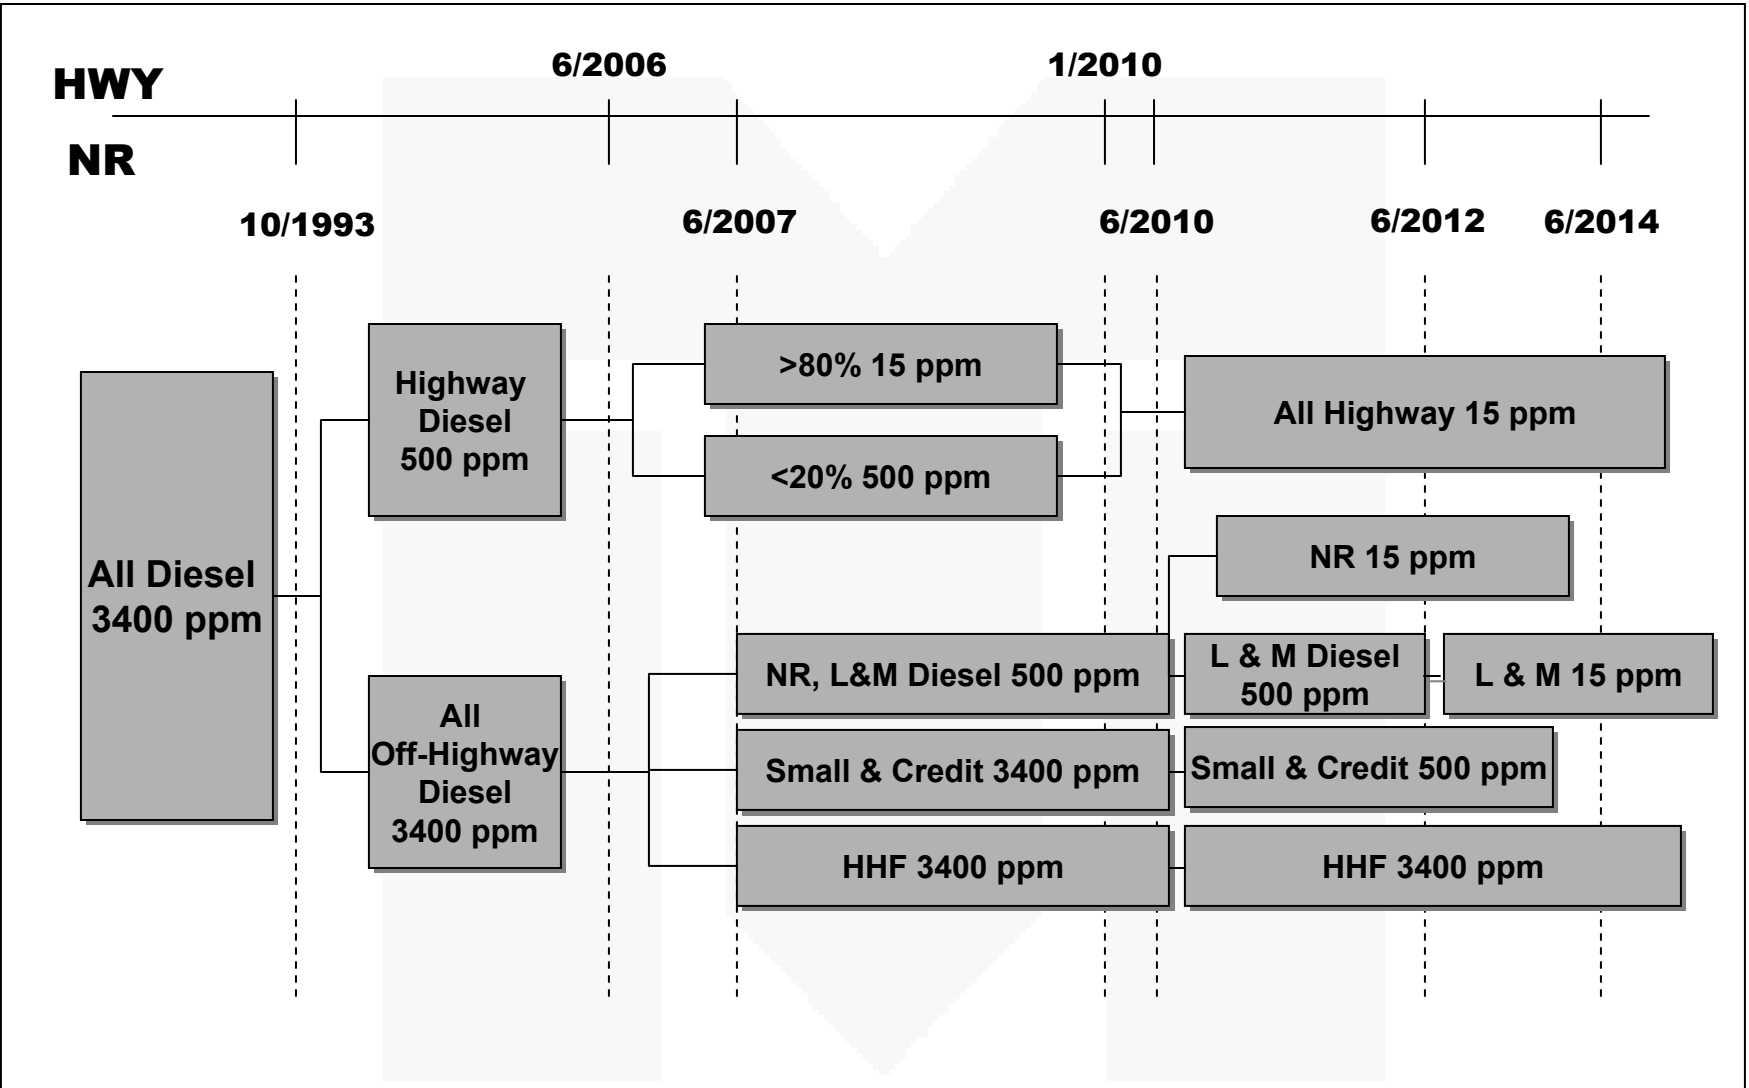 HWY
6/2006
1/2010
NR
10/1993
6/2007
6/2010
6/2012
6/2014
All Diesel
3400 ppm
Highway
Diesel
500 ppm
>80% 15 ppm
<20% 500 ppm
All Highway 15 ppm
NR 15 ppm
All
Off-Highway
Diesel
3400 ppm
NR, L&M Diesel 500 ppm
L & M Diesel
500 ppm
L & M 15 ppm
Small & Credit 3400 ppm
Small & Credit 500 ppm
HHF 3400 ppm
HHF 3400 ppm